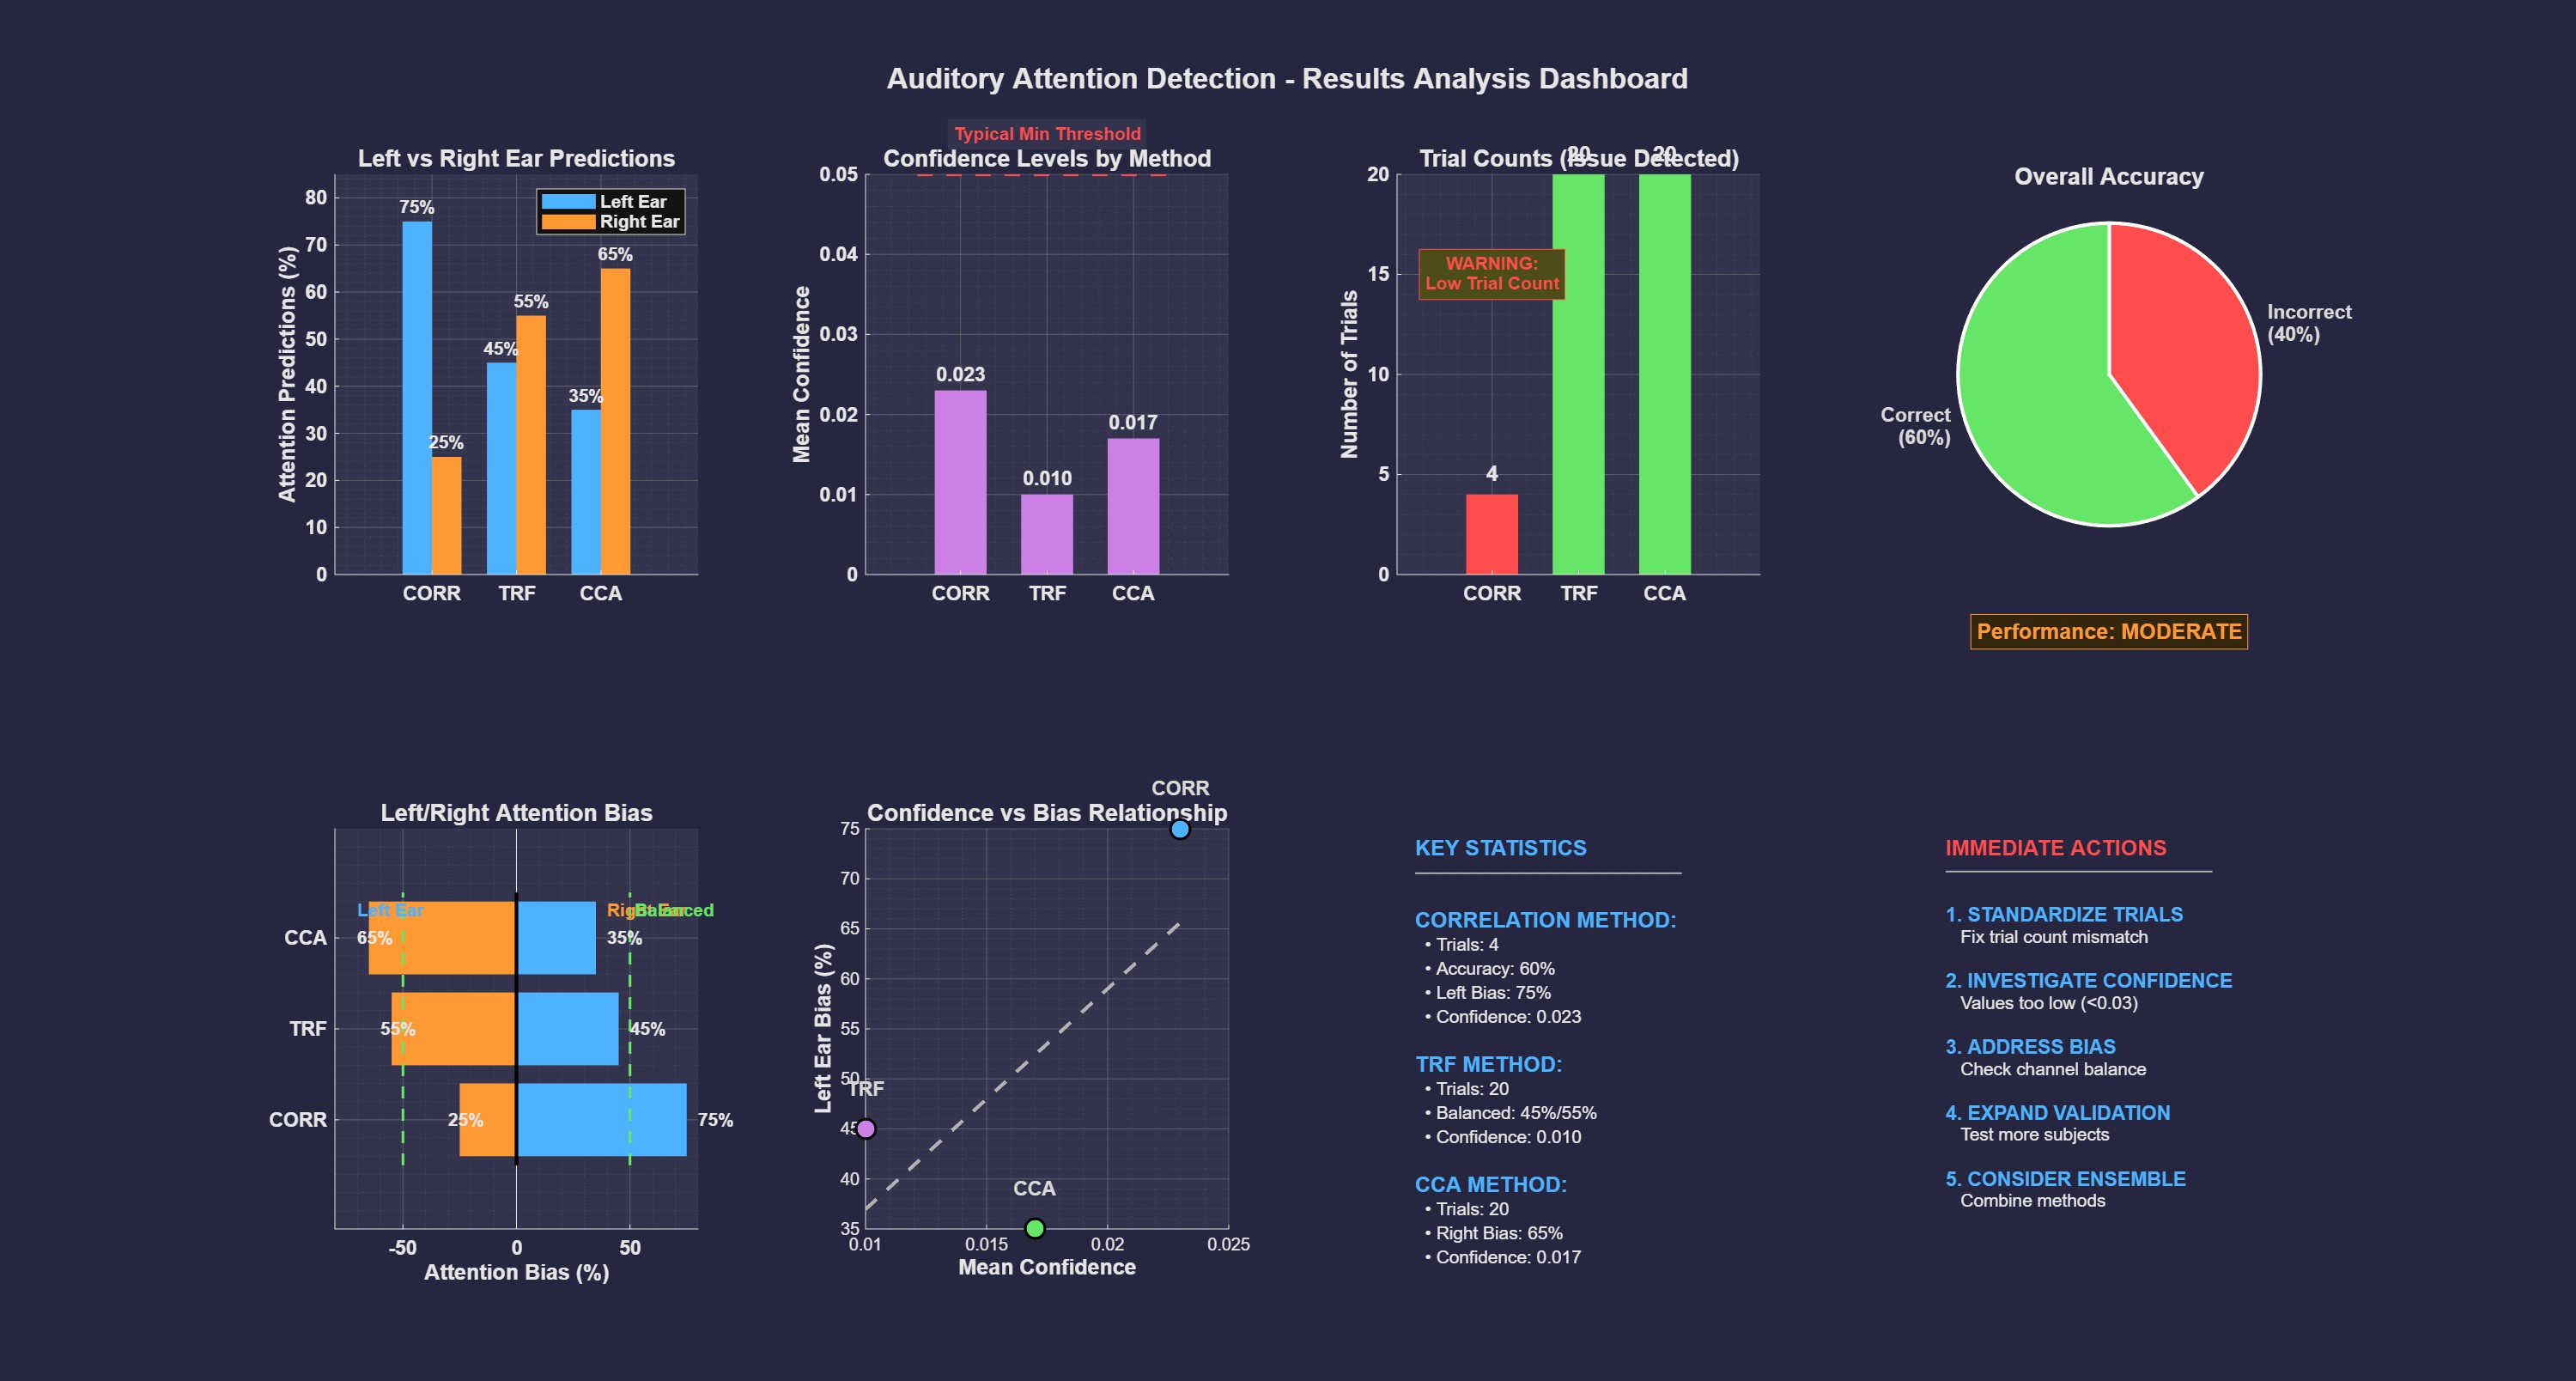 Auditory Attention Detection - Results Analysis Dashboard
Left vs Right Ear Predictions
Attention Predictions (%)
80
70
60
50
40
30
20
10
0
75%
25%
45%
55%
35%
65%
Left Ear
Right Ear
CORR
TRF
CCA
Typical Min Threshold
Confidence Levels by Method
Mean Confidence
0.05
0.04
0.03
0.02
0.01
0
0.023
0.010
0.017
CORR
TRF
CCA
Trial Counts (Issue Detected)
20
20
Number of Trials
20
15
10
5
0
WARNING:
Low Trial Count
4
CORR
TRF
CCA
Overall Accuracy
Incorrect
(40%)
Correct
(60%)
Performance: MODERATE
Left/Right Attention Bias
Left Ear
Right Ear
Balanced
CCA
65%
35%
TRF
55%
45%
CORR
25%
75%
-50
0
50
Attention Bias (%)
CORR
Confidence vs Bias Relationship
Left Ear Bias (%)
75
70
65
60
55
50
TRF
45
40
CCA
35
0.01
0.015
0.02
0.025
Mean Confidence
KEY STATISTICS
CORRELATION METHOD:
• Trials: 4
• Accuracy: 60%
• Left Bias: 75%
• Confidence: 0.023
TRF METHOD:
• Trials: 20
• Balanced: 45%/55%
• Confidence: 0.010
CCA METHOD:
• Trials: 20
• Right Bias: 65%
• Confidence: 0.017
IMMEDIATE ACTIONS
1. STANDARDIZE TRIALS
Fix trial count mismatch
2. INVESTIGATE CONFIDENCE
Values too low (<0.03)
3. ADDRESS BIAS
Check channel balance
4. EXPAND VALIDATION
Test more subjects
5. CONSIDER ENSEMBLE
Combine methods